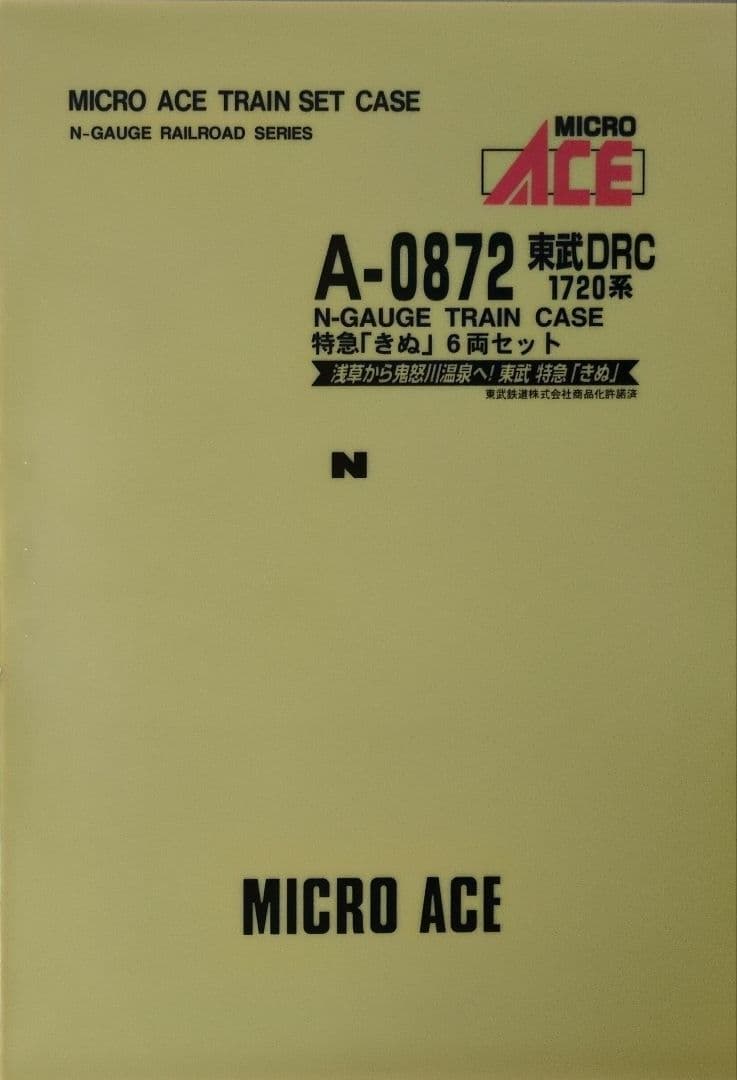 MICRO ACE TRAIN SET CASE
N-GAUGE RAILROAD SERIES
MICRO
ACE
A-0872 東武DRC
1720系
N-GAUGE TRAIN CASE
特急「きぬ」6両セット
浅草から鬼怒川温泉へ!東武 特急「きぬ」
東武鉄道株式会社商品化許諾済
N
MICRO ACE